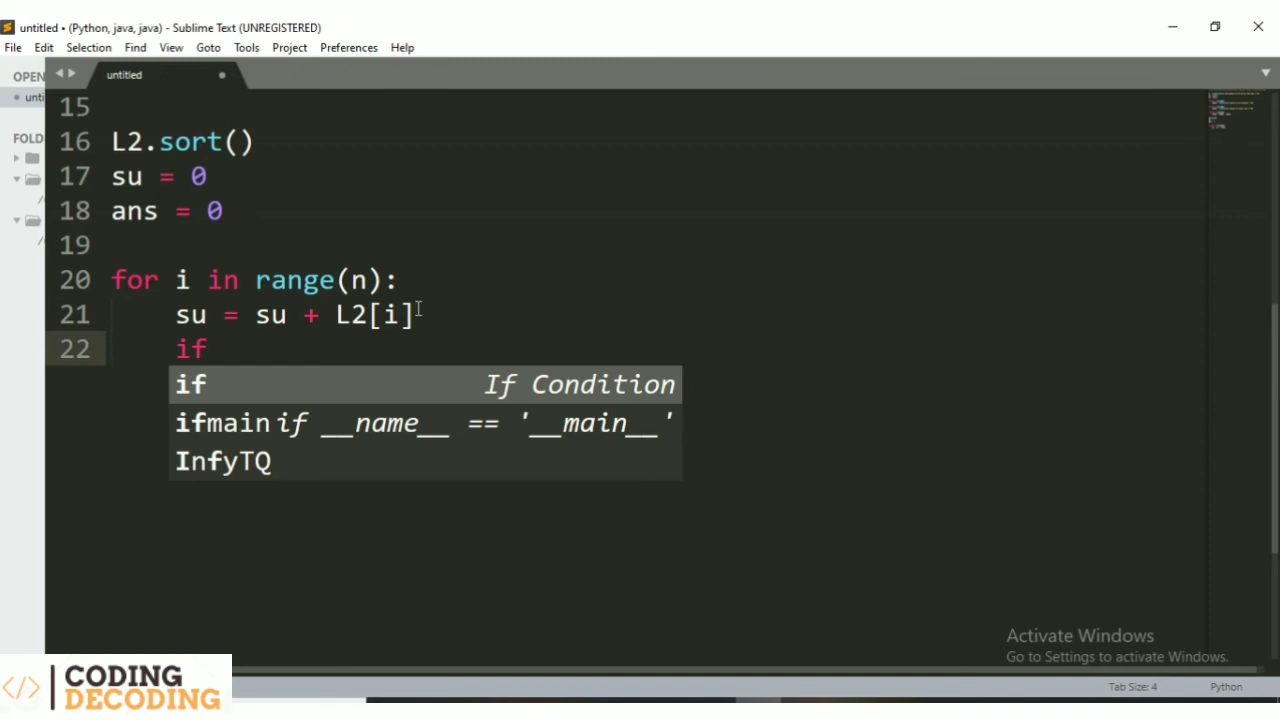 untitled • (Python, java, java) - Sublime Text (UNREGISTERED)
File Edit Selection Find View Goto Tools Project Preferences Help
OPEN
untitled
unti
FOLD
15
16 L2.sort()
17 su = 0
18 ans = 0
19
20 for i in range(n):
21 su = su + L2[i]
22 if
if If Condition
ifmain if __name__ == '__main__'
InfyTQ
Activate Windows
Go to Settings to activate Windows.
</> CODING
DECODING
Tab Size: 4 Python